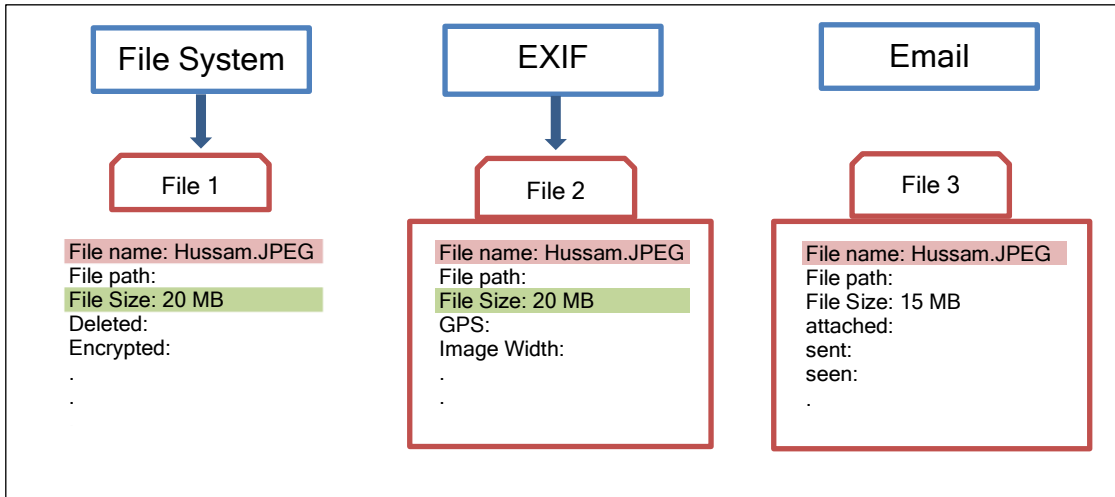 File System
File 1
File name: Hussam.JPEG
File path:
File Size: 20 MB
Deleted:
Encrypted:
.
.
EXIF
File 2
File name: Hussam.JPEG
File path:
File Size: 20 MB
GPS:
Image Width:
.
.
Email
File 3
File name: Hussam.JPEG
File path:
File Size: 15 MB
attached:
sent:
seen:
.